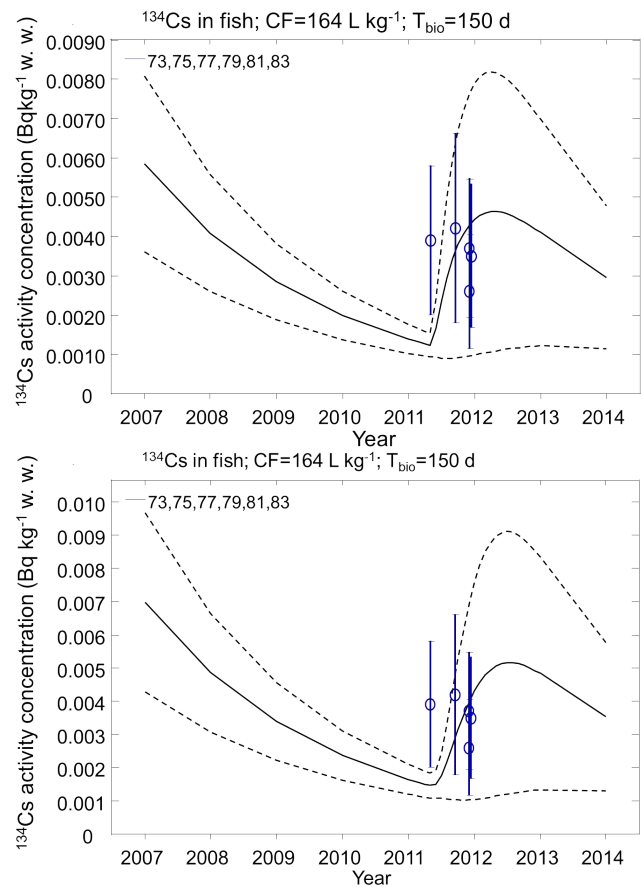 ¹³⁴Cs in fish; CF=164 L kg⁻¹; T_bio=150 d
¹³⁴Cs activity concentration (Bqkg⁻¹ w. w.)
73,75,77,79,81,83
0.0090
0.0080
0.0070
0.0060
0.0050
0.0040
0.0030
0.0020
0.0010
0
2007 2008 2009 2010 2011 2012 2013 2014
Year
¹³⁴Cs in fish; CF=164 L kg⁻¹; T_bio=150 d
¹³⁴Cs activity concentration (Bq kg⁻¹ w. w.)
73,75,77,79,81,83
0.010
0.009
0.008
0.007
0.006
0.005
0.004
0.003
0.002
0.001
0
2007 2008 2009 2010 2011 2012 2013 2014
Year